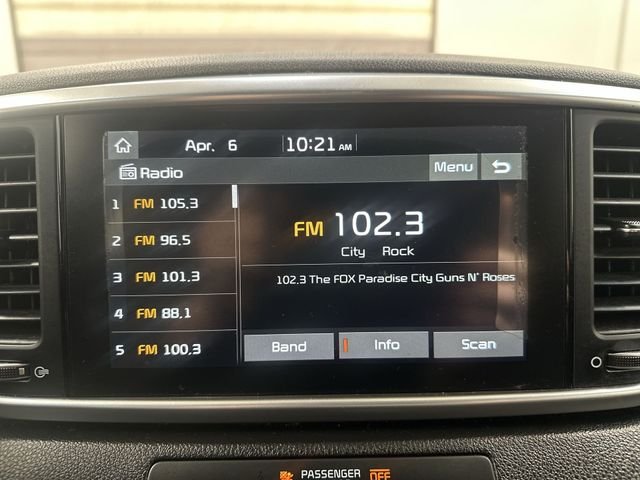 Apr. 6 10:21 AM
Radio Menu
1 FM 105.3
2 FM 96.5
3 FM 101.3
4 FM 88.1
5 FM 100.3
FM 102.3
City Rock
102.3 The FOX Paradise City Guns N' Roses
Band Info Scan
PASSENGER OFF